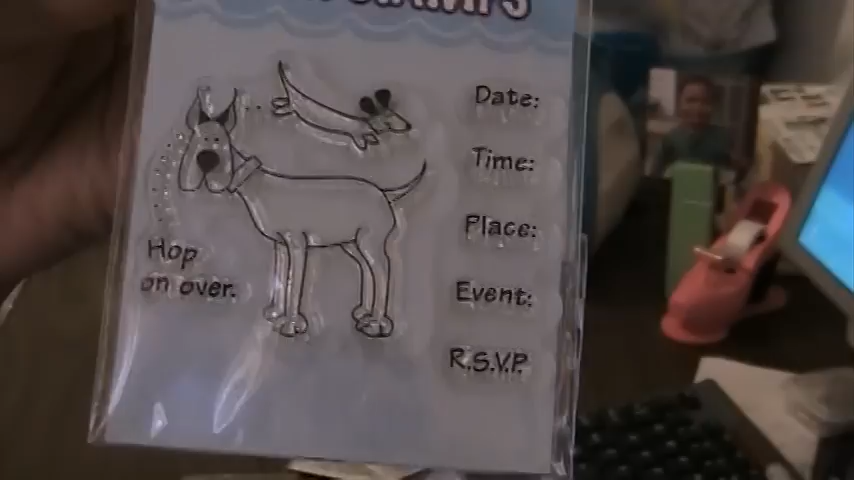 Date:
Time:
Place:
Hop
on over.
Event:
R.S.V.P.